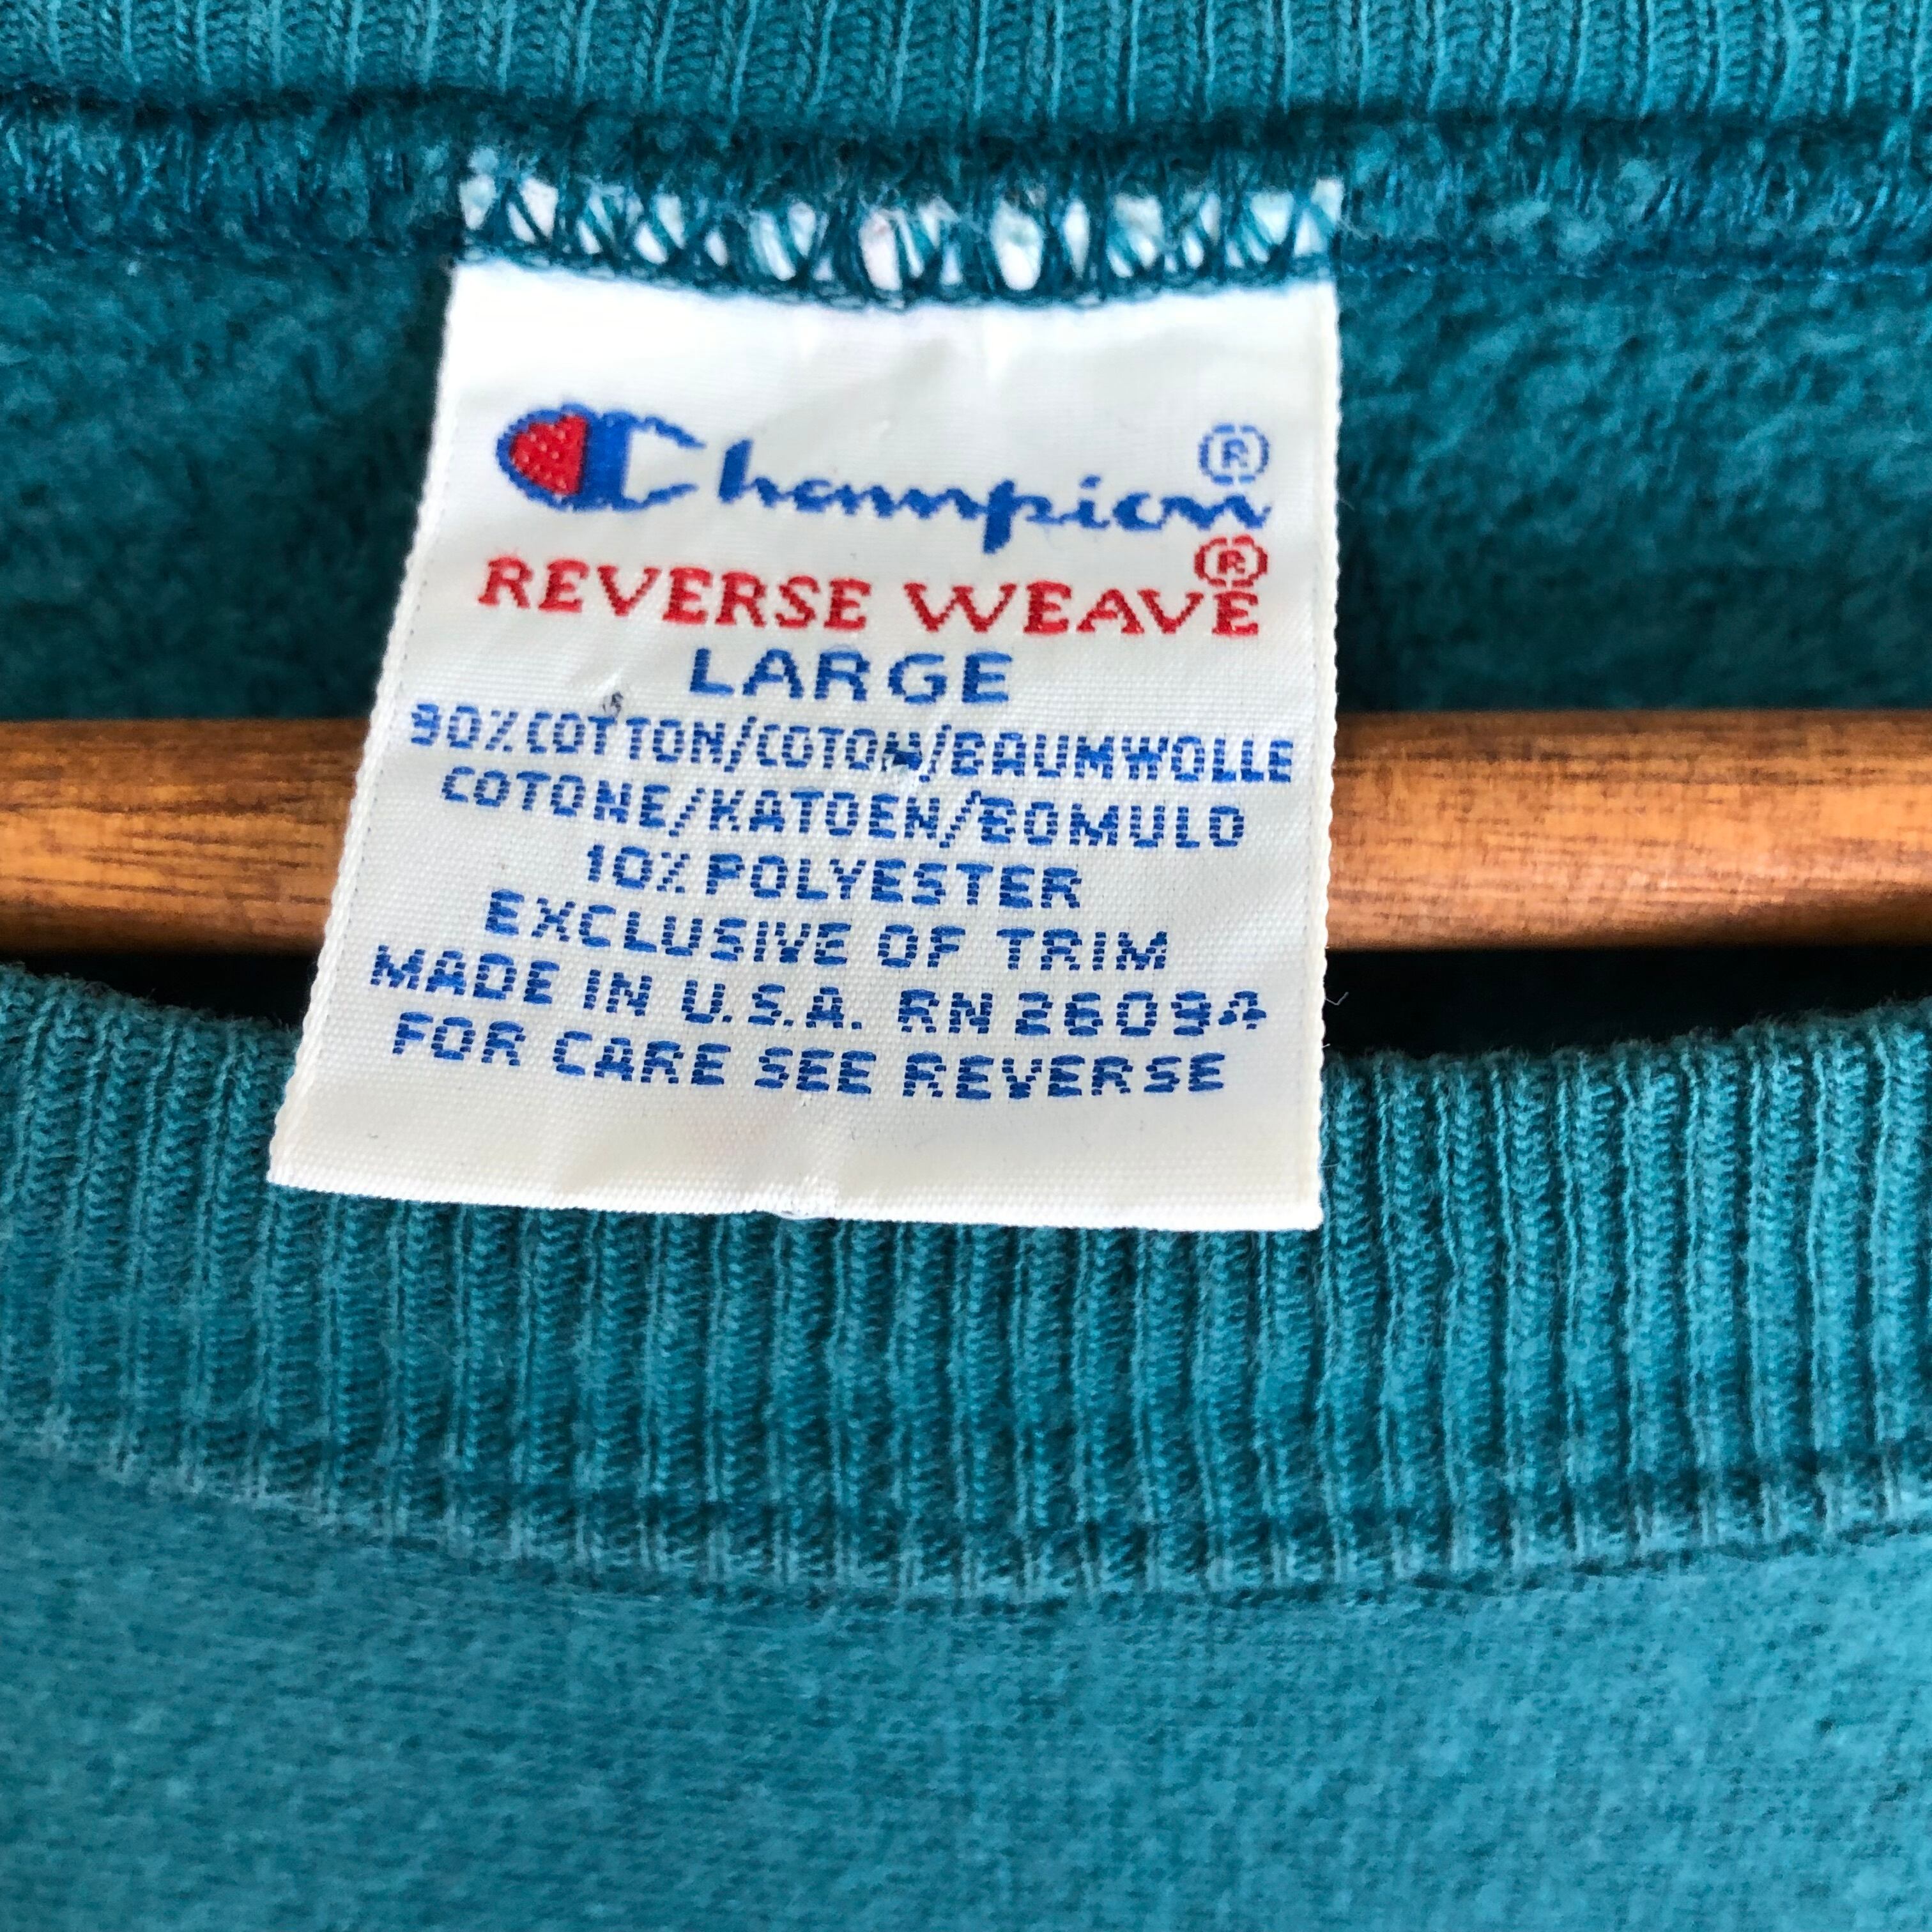 Champion®
REVERSE WEAVE®
LARGE
90% COTTON/COTON/BAUMWOLLE
COTONE/KATOEN/BOMULD
10% POLYESTER
EXCLUSIVE OF TRIM
MADE IN U.S.A. RN 26094
FOR CARE SEE REVERSE